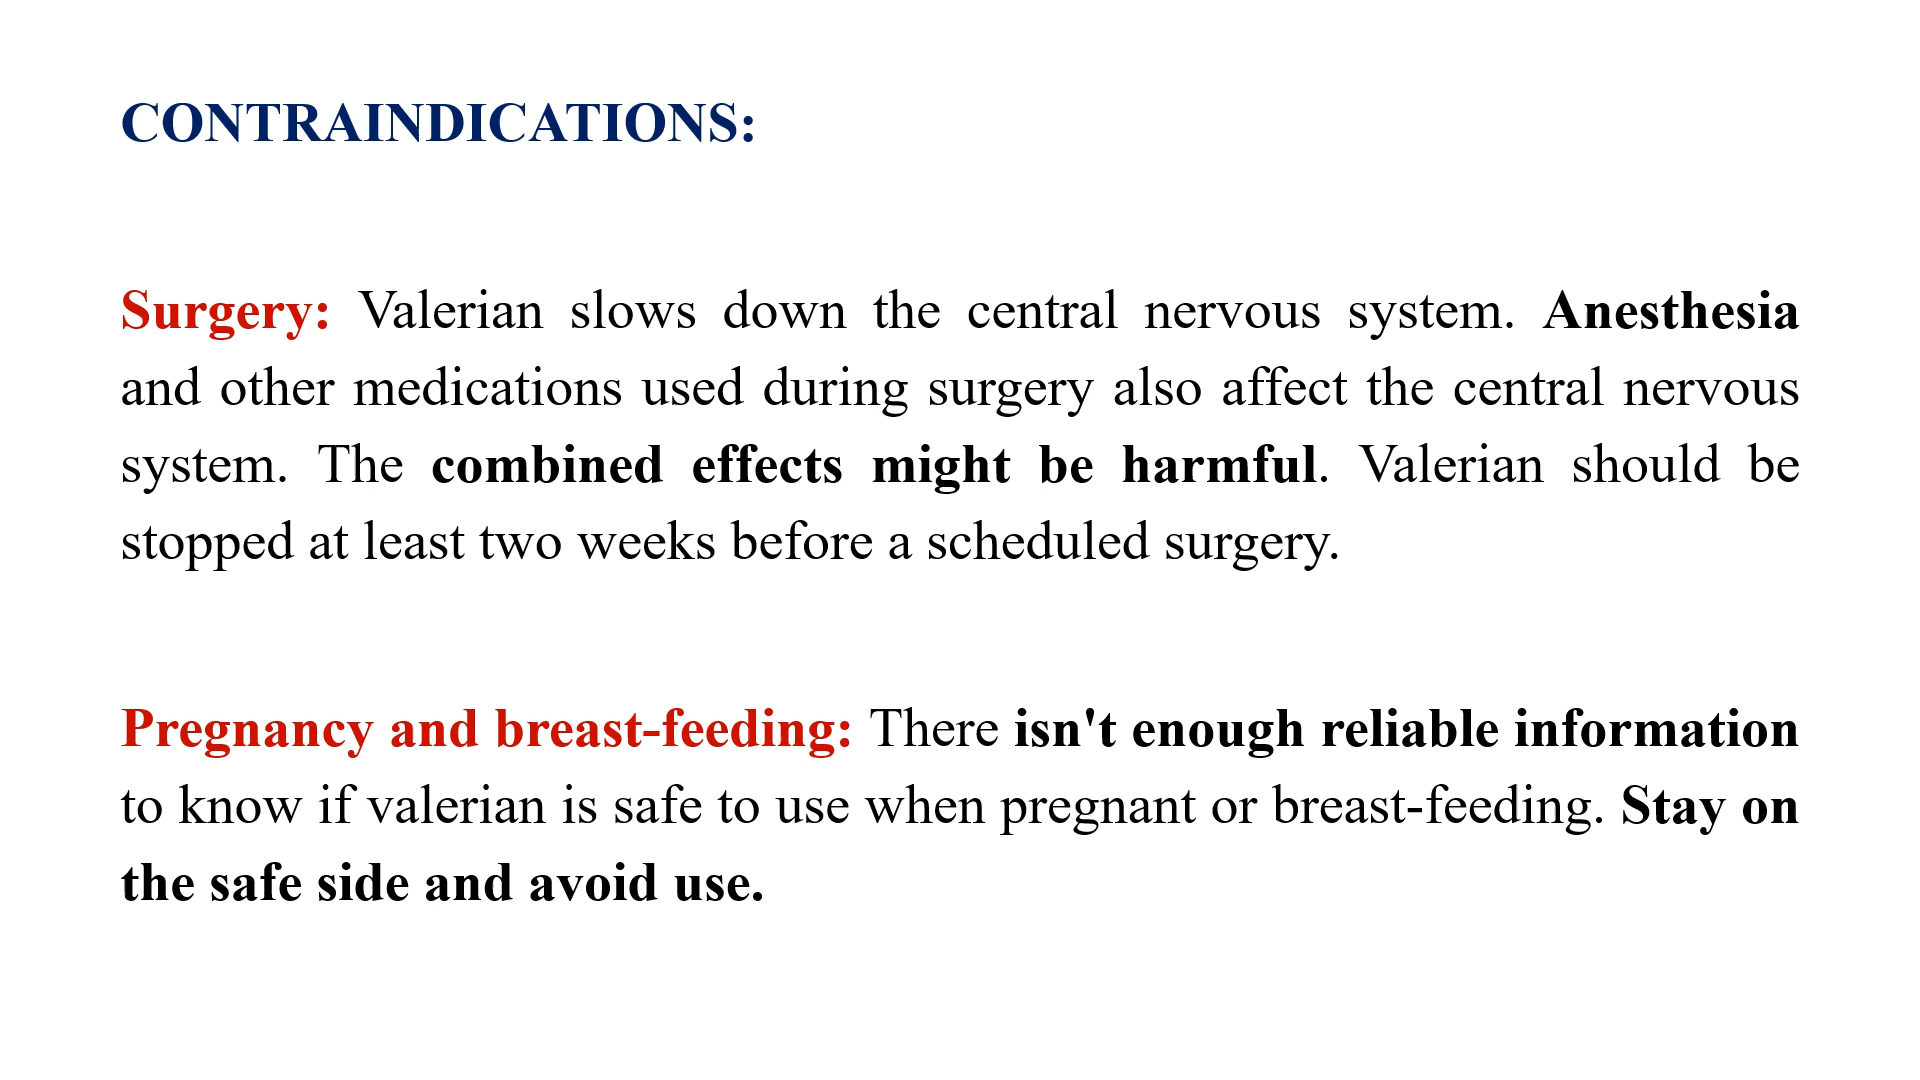 CONTRAINDICATIONS:
Surgery: Valerian slows down the central nervous system. Anesthesia
and other medications used during surgery also affect the central nervous
system. The combined effects might be harmful. Valerian should be
stopped at least two weeks before a scheduled surgery.
Pregnancy and breast-feeding: There isn't enough reliable information
to know if valerian is safe to use when pregnant or breast-feeding. Stay on
the safe side and avoid use.